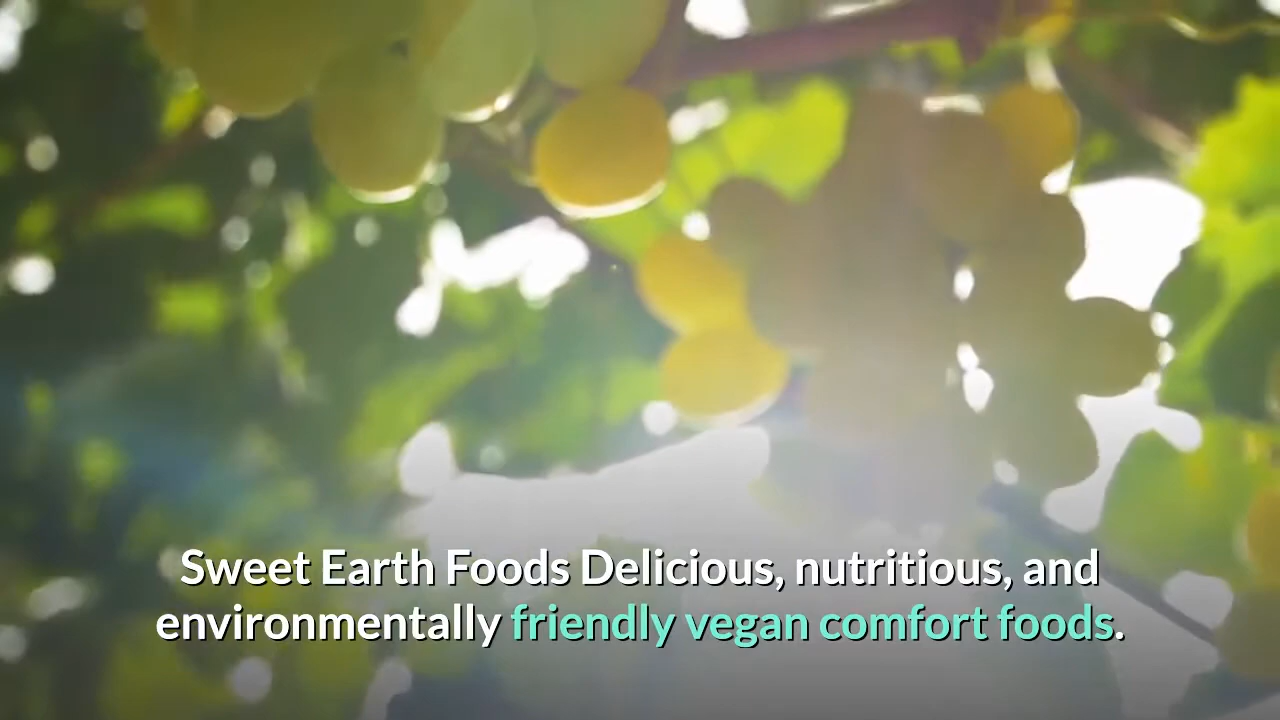 Sweet Earth Foods Delicious, nutritious, and
environmentally friendly vegan comfort foods.